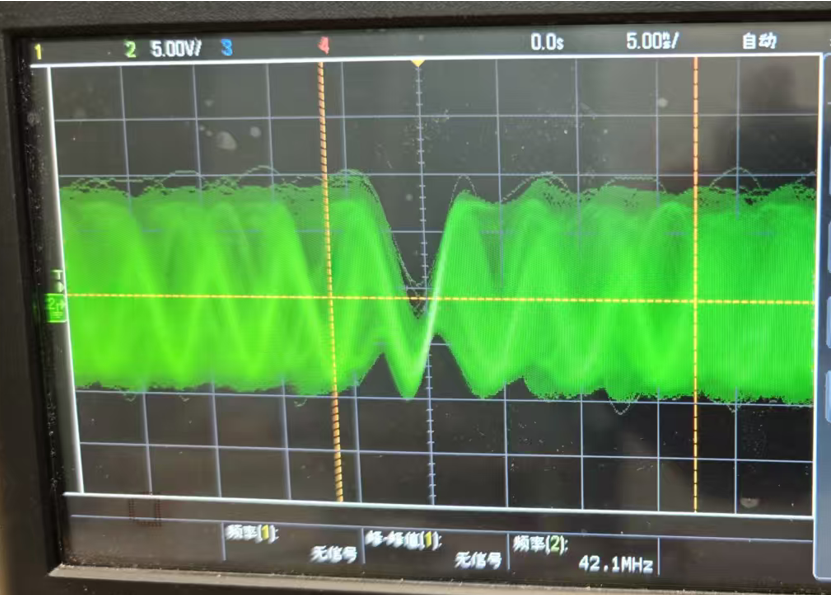 1 2 5.00V/ 3 4 0.0s 5.00ns/ 自动
T
2
频率(1): 峰-峰值(1): 频率(2):
无信号 无信号 42.1MHz